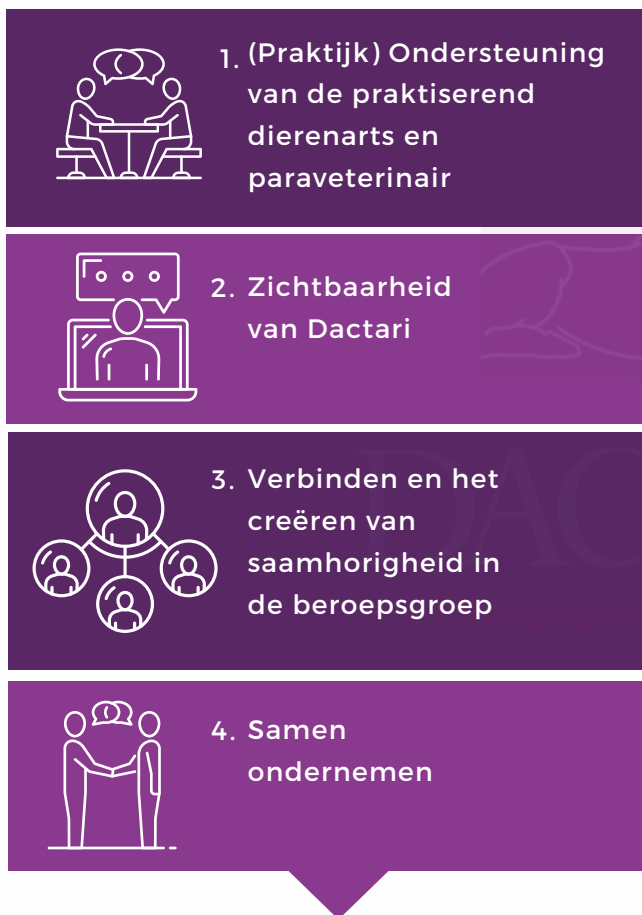 1. (Praktijk) Ondersteuning
van de praktiserend
dierenarts en
paraveterinair
2. Zichtbaarheid
van Dactari
3. Verbinden en het
creëren van
saamhorigheid in
de beroepsgroep
4. Samen
ondernemen